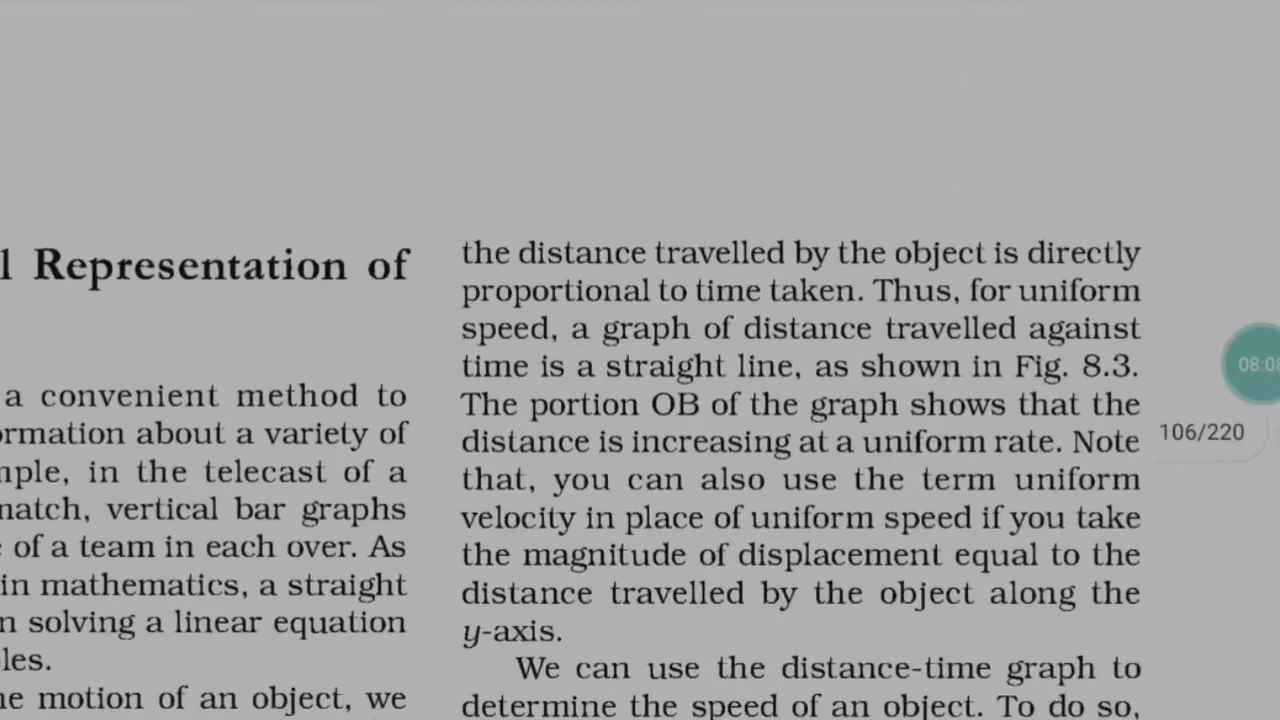 l Representation of
a convenient method to
ormation about a variety of
mple, in the telecast of a
match, vertical bar graphs
of a team in each over. As
in mathematics, a straight
n solving a linear equation
les.
he motion of an object, we
the distance travelled by the object is directly
proportional to time taken. Thus, for uniform
speed, a graph of distance travelled against
time is a straight line, as shown in Fig. 8.3.
The portion OB of the graph shows that the
distance is increasing at a uniform rate. Note
that, you can also use the term uniform
velocity in place of uniform speed if you take
the magnitude of displacement equal to the
distance travelled by the object along the
y-axis.
We can use the distance-time graph to
determine the speed of an object. To do so,
08:08
106/220